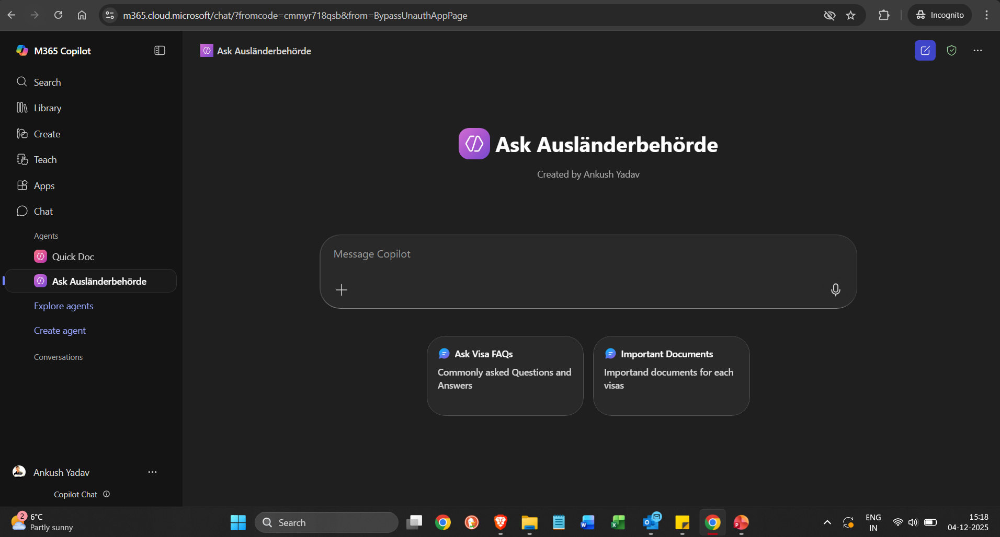 m365.cloud.microsoft/chat/?fromcode=cmmyr718qsb&from=BypassUnauthAppPage
Incognito
M365 Copilot
Search
Library
Create
Teach
Apps
Chat
Agents
Quick Doc
Ask Ausländerbehörde
Explore agents
Create agent
Conversations
Ankush Yadav
Copilot Chat
Ask Ausländerbehörde
Ask Ausländerbehörde
Created by Ankush Yadav
Message Copilot
Ask Visa FAQs
Commonly asked Questions and
Answers
Important Documents
Importand documents for each
visas
2
6°C
Partly sunny
Search
ENG
IN
15:18
04-12-2025